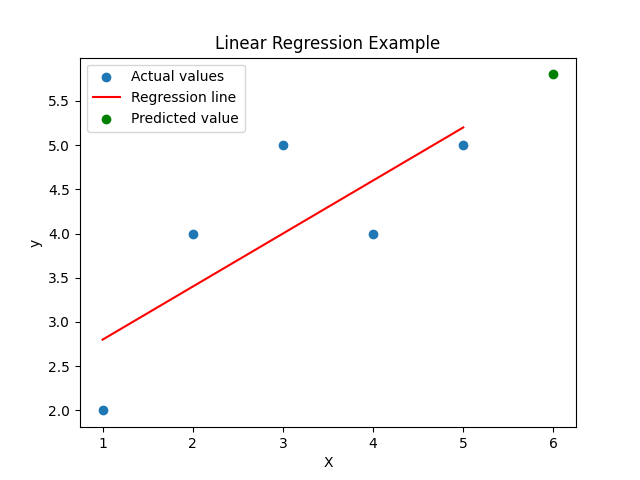 Linear Regression Example
Actual values
Regression line
Predicted value
5.5
5.0
4.5
4.0
3.5
3.0
2.5
2.0
y
1 2 3 4 5 6
X